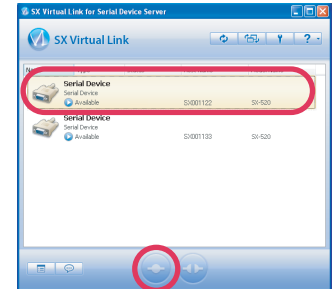 SX Virtual Link for Serial Device Server
SX Virtual Link
?
Serial Device
Serial Device
Available SX001122 SX-520
Serial Device
Serial Device
Available SX001133 SX-520